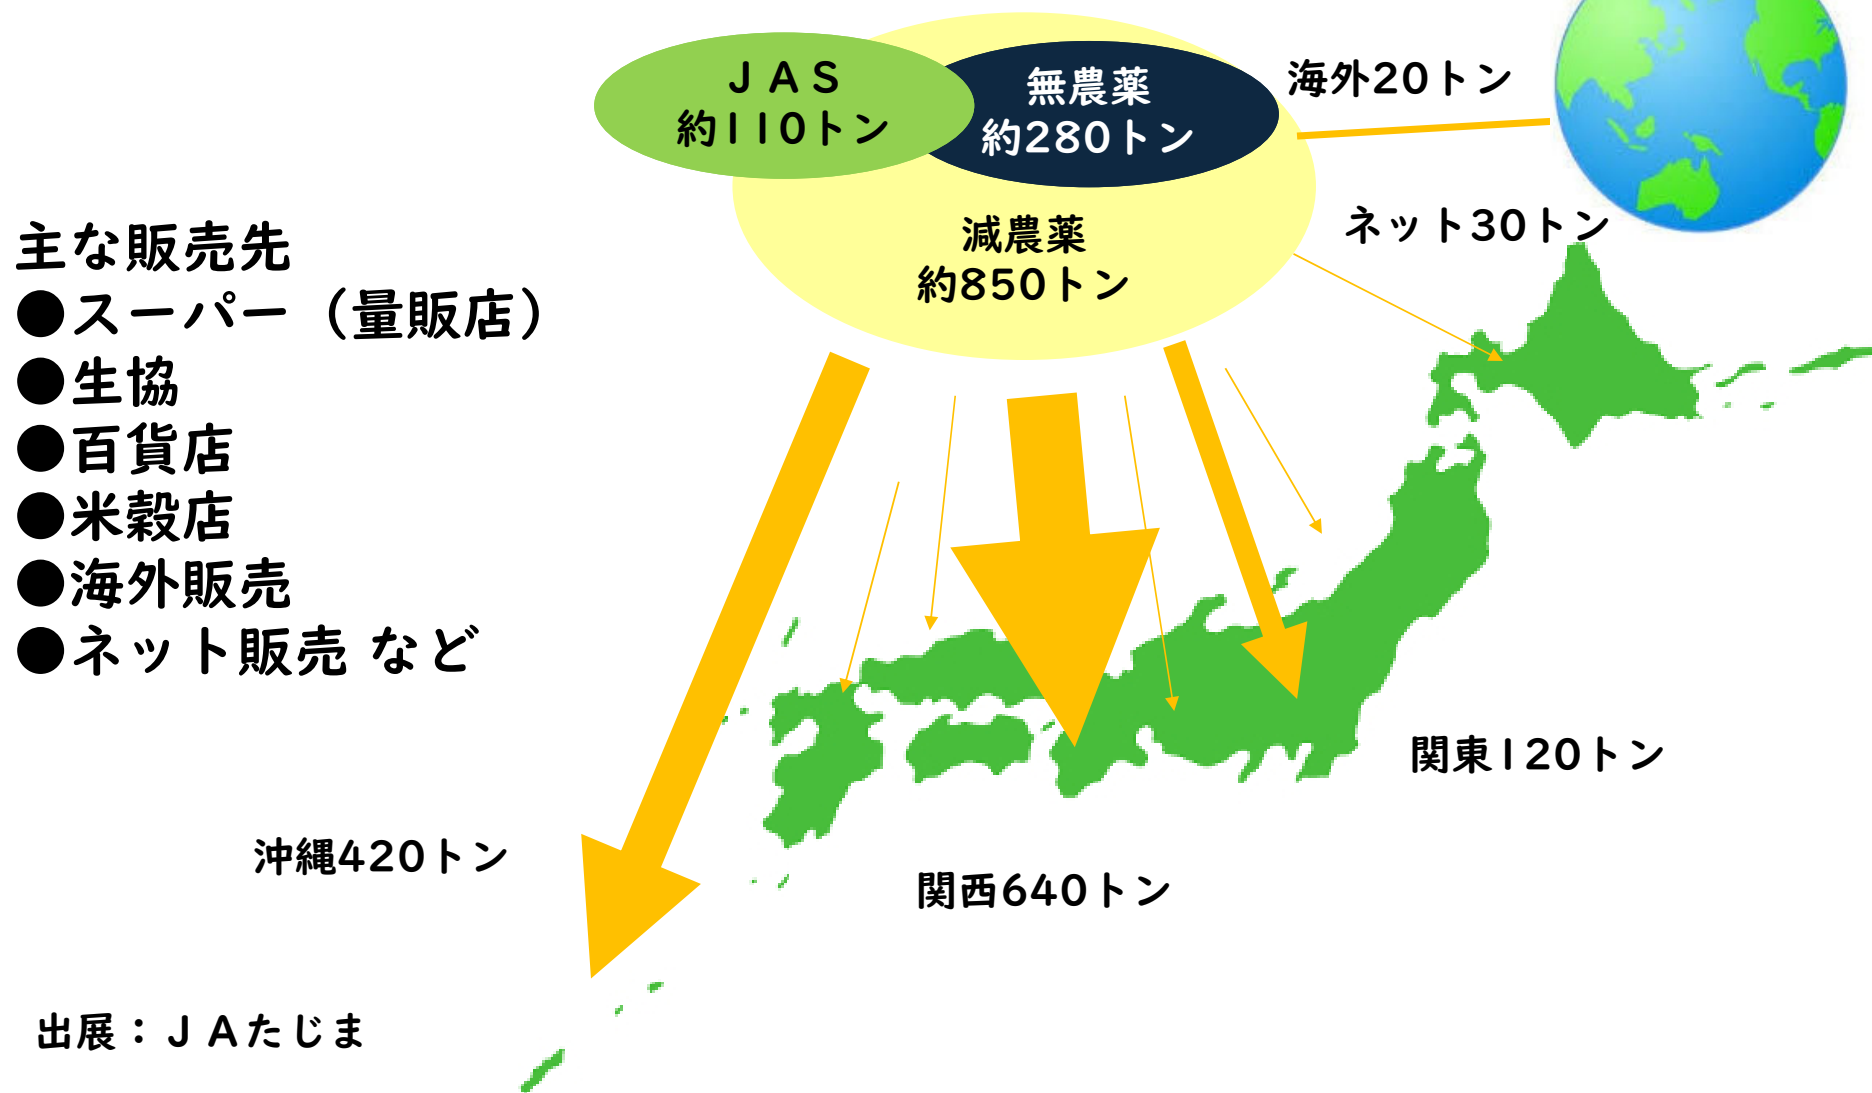 ＪＡＳ
約110トン
無農薬
約280トン
海外20トン
減農薬
約850トン
ネット30トン
主な販売先
●スーパー（量販店）
●生協
●百貨店
●米穀店
●海外販売
●ネット販売 など
関東120トン
沖縄420トン
関西640トン
出展：ＪＡたじま